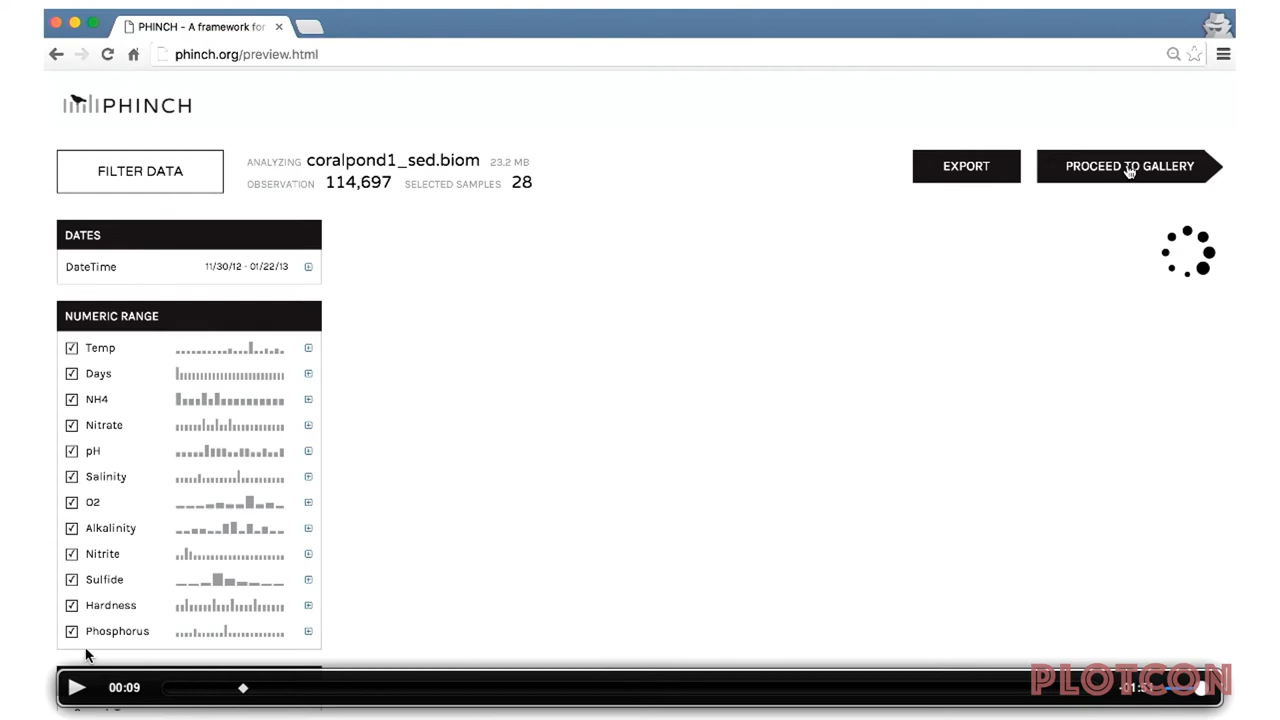 PHINCH - A framework for
phinch.org/preview.html
PHINCH
FILTER DATA
ANALYZING coralpond1_sed.biom 23.2 MB
OBSERVATION 114,697 SELECTED SAMPLES 28
EXPORT
PROCEED TO GALLERY
DATES
DateTime 11/30/12 - 01/22/13
NUMERIC RANGE
Temp
Days
NH4
Nitrate
pH
Salinity
O2
Alkalinity
Nitrite
Sulfide
Hardness
Phosphorus
00:09
-01:51
PLOTCON